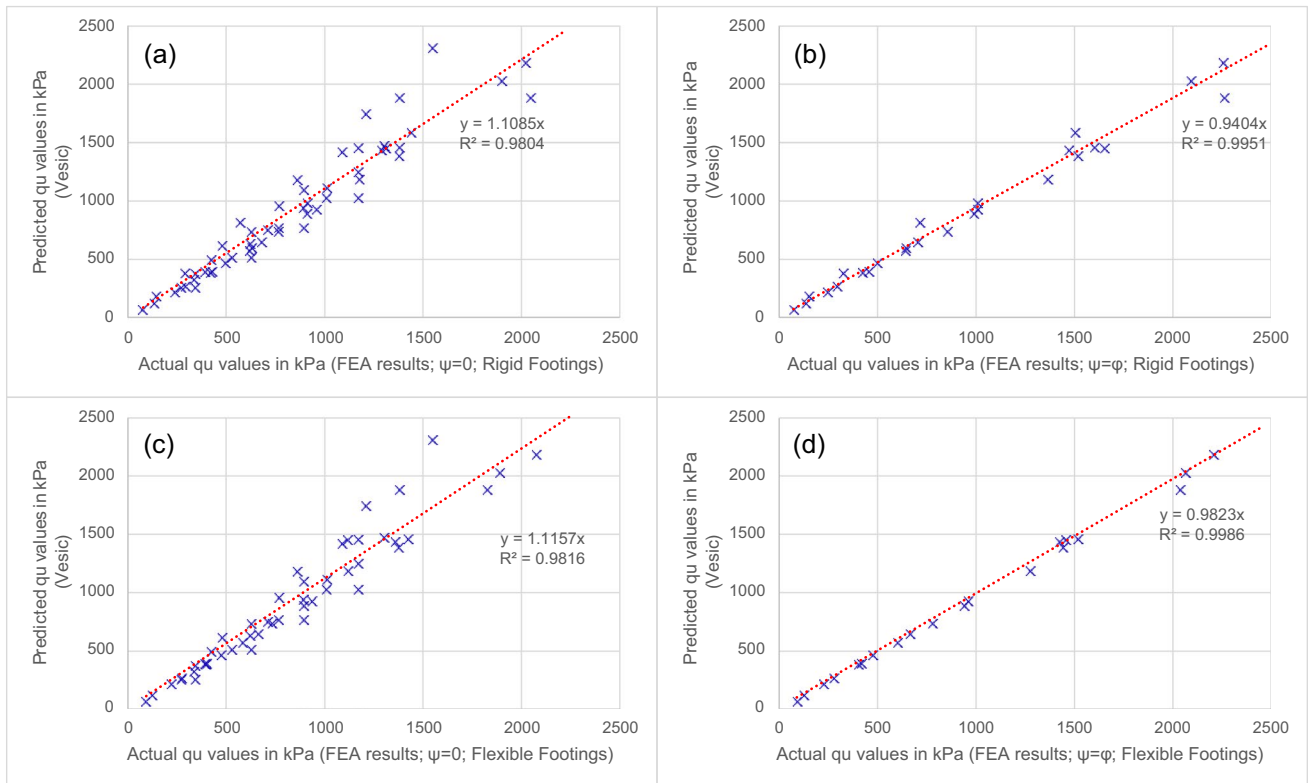 (a)
Predicted qu values in kPa
(Vesic)
2500
2000
1500
1000
500
0
y = 1.1085x
R² = 0.9804
0 500 1000 1500 2000 2500
Actual qu values in kPa (FEA results; ψ=0; Rigid Footings)
(b)
Predicted qu values in kPa
(Vesic)
2500
2000
1500
1000
500
0
y = 0.9404x
R² = 0.9951
0 500 1000 1500 2000 2500
Actual qu values in kPa (FEA results; ψ=φ; Rigid Footings)
(c)
Predicted qu values in kPa
(Vesic)
2500
2000
1500
1000
500
0
y = 1.1157x
R² = 0.9816
0 500 1000 1500 2000 2500
Actual qu values in kPa (FEA results; ψ=0; Flexible Footings)
(d)
Predicted qu values in kPa
(Vesic)
2500
2000
1500
1000
500
0
y = 0.9823x
R² = 0.9986
0 500 1000 1500 2000 2500
Actual qu values in kPa (FEA results; ψ=φ; Flexible Footings)